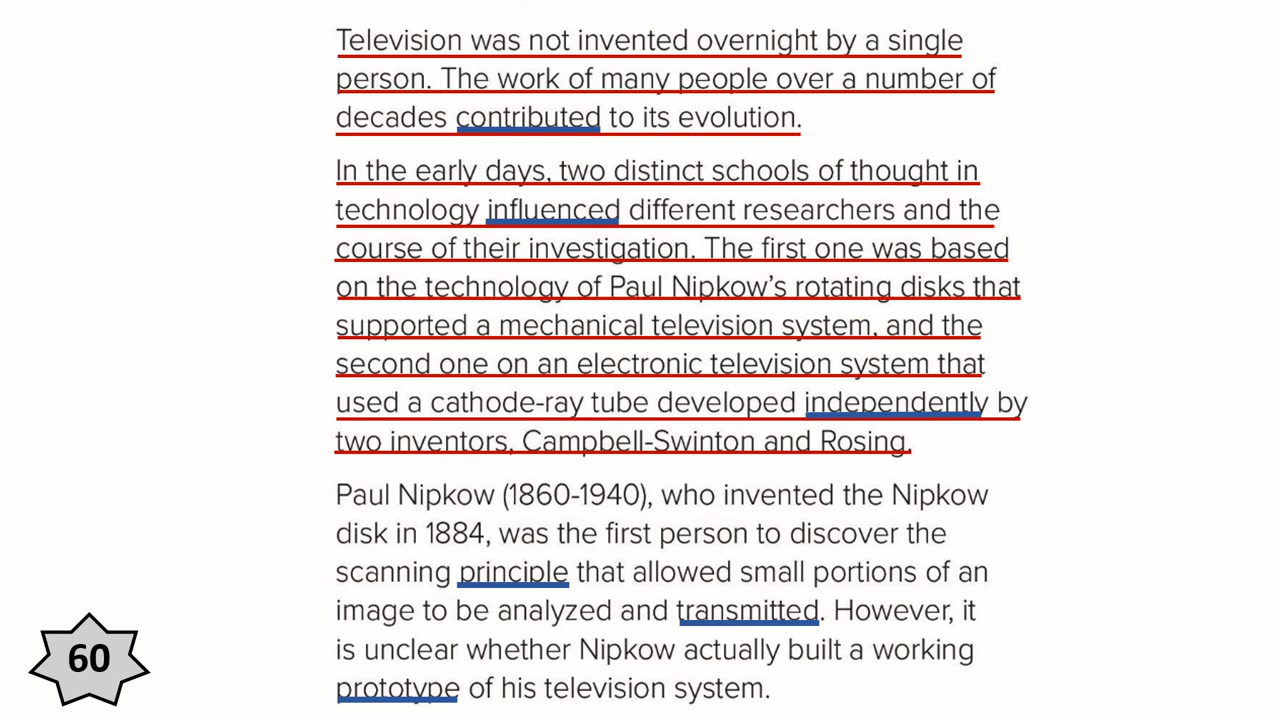 Television was not invented overnight by a single
person. The work of many people over a number of
decades contributed to its evolution.
In the early days, two distinct schools of thought in
technology influenced different researchers and the
course of their investigation. The first one was based
on the technology of Paul Nipkow’s rotating disks that
supported a mechanical television system, and the
second one on an electronic television system that
used a cathode-ray tube developed independently by
two inventors, Campbell-Swinton and Rosing.
Paul Nipkow (1860-1940), who invented the Nipkow
disk in 1884, was the first person to discover the
scanning principle that allowed small portions of an
image to be analyzed and transmitted. However, it
is unclear whether Nipkow actually built a working
prototype of his television system.
60